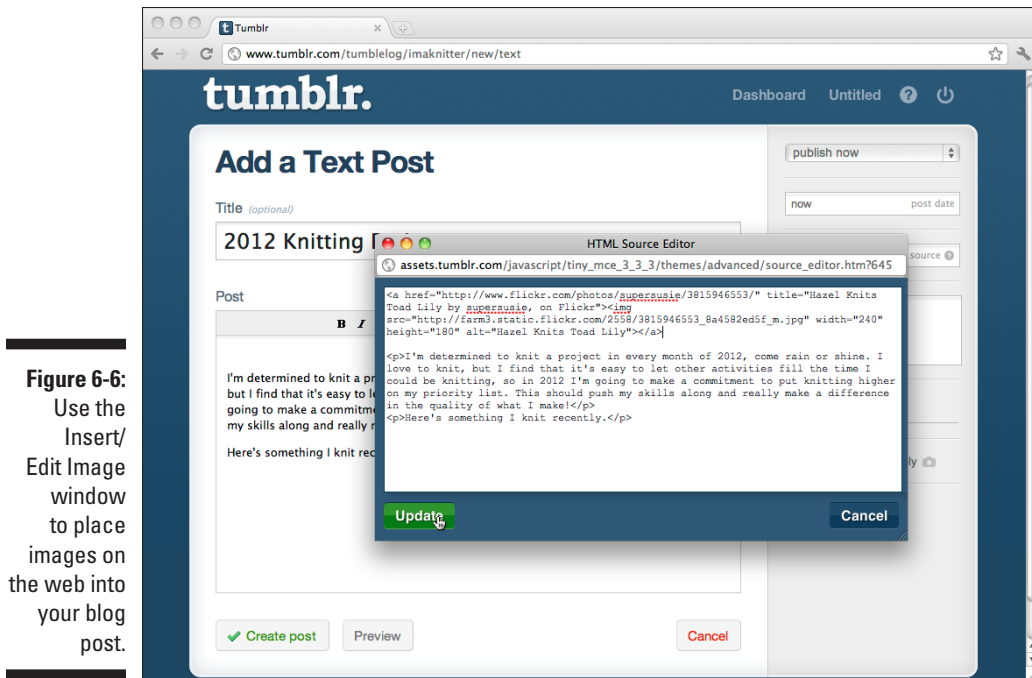 Tumblr
www.tumblr.com/tumblelog/imaknitter/new/text
tumblr.
Dashboard Untitled ?
Add a Text Post
publish now
Title (optional)
now post date
2012 Knitting
HTML Source Editor
source ?
assets.tumblr.com/javascript/tiny_mce_3_3_3/themes/advanced/source_editor.htm?645
Post
B I
<a href="http://www.flickr.com/photos/supersusie/3815946553/" title="Hazel Knits
Toad Lily by supersusie, on Flickr"><img
src="http://farm3.static.flickr.com/2558/3815946553_8a4582ed5f_m.jpg" width="240"
height="180" alt="Hazel Knits Toad Lily"></a>
<p>I'm determined to knit a project in every month of 2012, come rain or shine. I
love to knit, but I find that it's easy to let other activities fill the time I
could be knitting, so in 2012 I'm going to make a commitment to put knitting higher
on my priority list. This should push my skills along and really make a difference
in the quality of what I make!</p>
<p>Here's something I knit recently.</p>
I'm determined to knit a pr
but I find that it's easy to le
going to make a commitme
my skills along and really r
Here's something I knit rec
ly
Update
Cancel
Create post
Preview
Cancel
Figure 6-6:
Use the
Insert/
Edit Image
window
to place
images on
the web into
your blog
post.